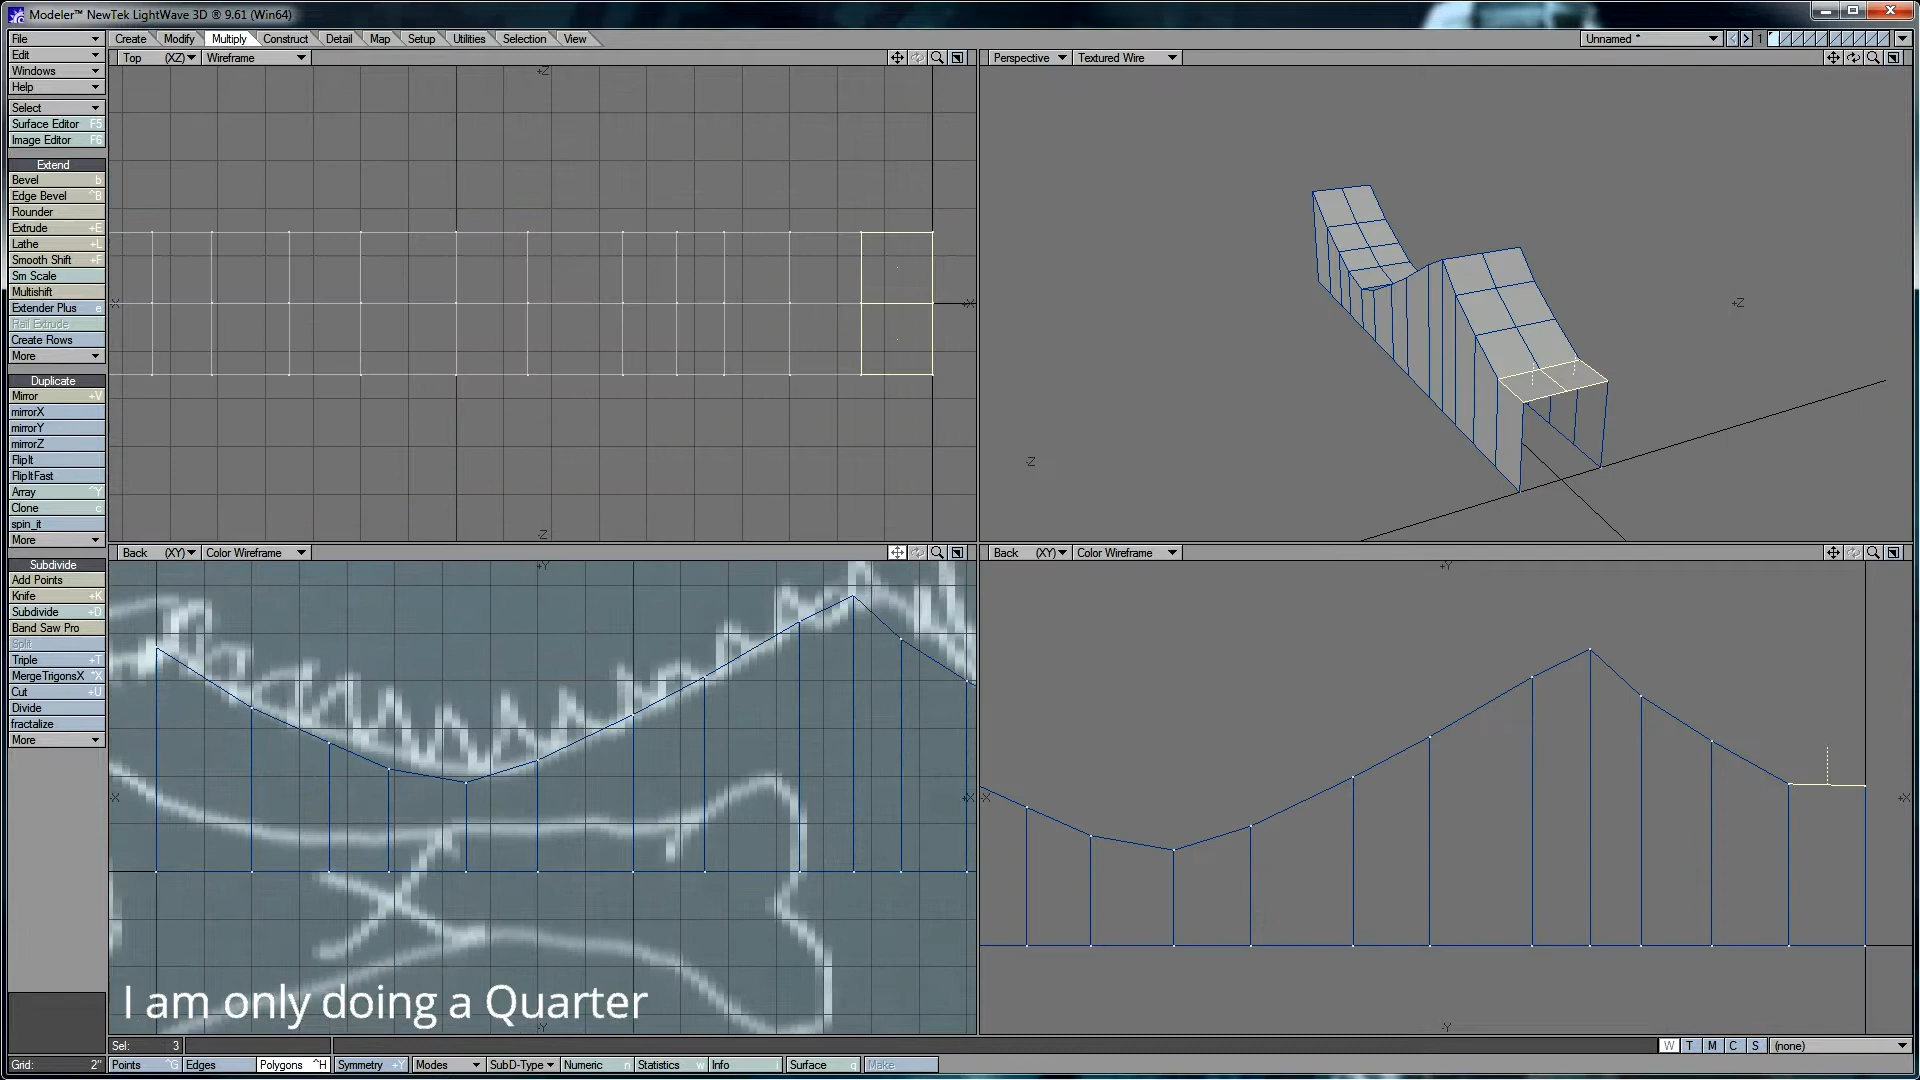 Modeler™ NewTek LightWave 3D ® 9.61 (Win64)
File
Edit
Windows
Help
Select
Surface Editor F5
Image Editor F6
Extend
Bevel b
Edge Bevel ^B
Rounder
Extrude +E
Lathe +L
Smooth Shift +F
Sm Scale
Multishift
Extender Plus e
Rail Extrude
Create Rows
More
Duplicate
Mirror +V
mirrorX
mirrorY
mirrorZ
FlipIt
FlipItFast
Array ^Y
Clone c
spin_it
More
Subdivide
Add Points
Knife +K
Subdivide +D
Band Saw Pro
Split
Triple +T
MergeTrigonsX ^X
Cut +U
Divide
fractalize
More
Create Modify Multiply Construct Detail Map Setup Utilities Selection View
Unnamed * 1
Top (XZ) Wireframe
+Z
X
+X
-Z
Perspective Textured Wire
+Z
-Z
Back (XY) Color Wireframe
+Y
X
X
-Y
I am only doing a Quarter
Back (XY) Color Wireframe
+Y
X
X
-Y
Sel: 3
W T M C S (none)
Grid: 2"
Points ^G Edges Polygons ^H Symmetry +Y Modes SubD-Type Numeric n Statistics w Info i Surface q Make